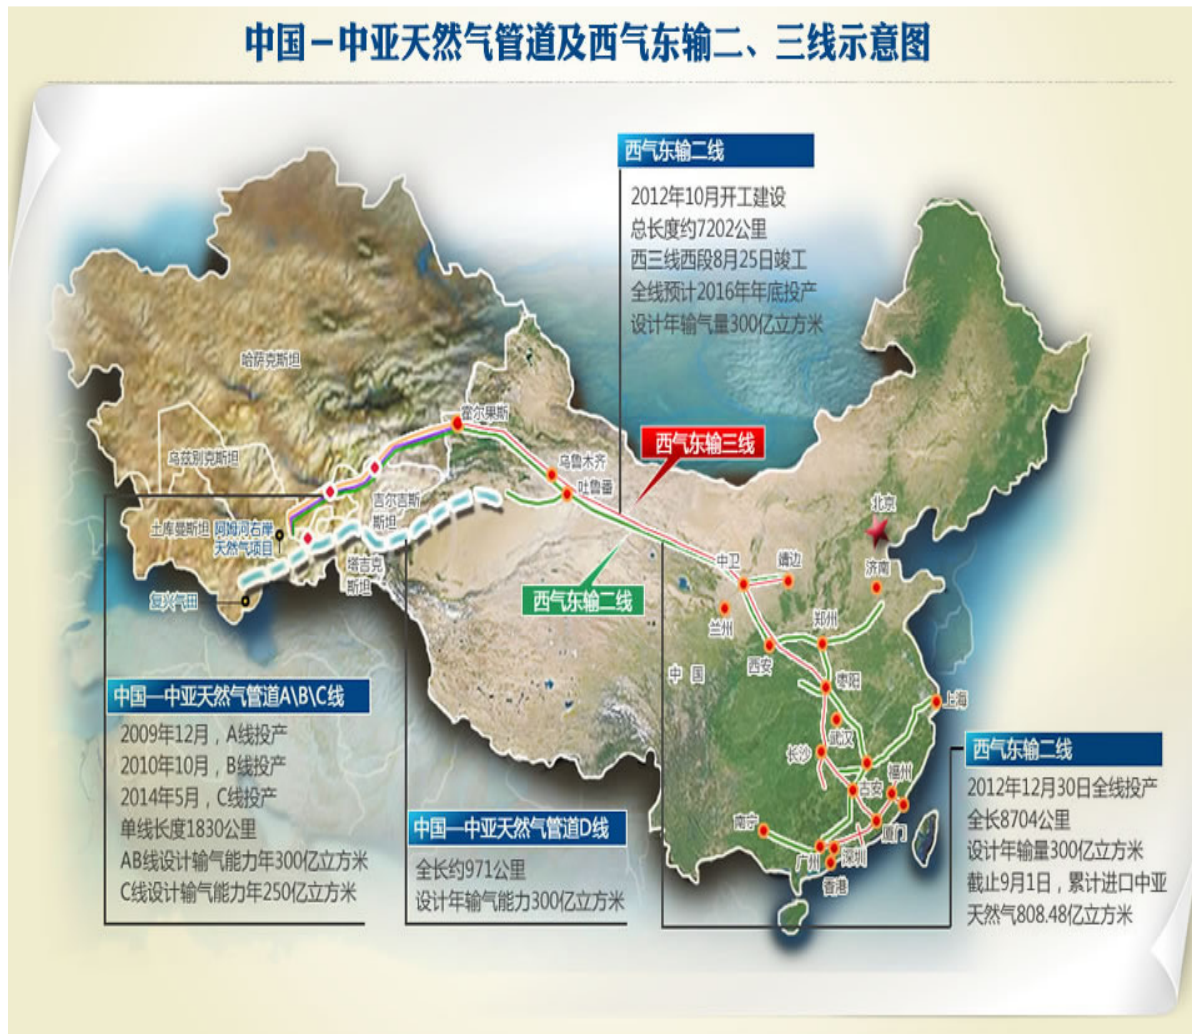 中国－中亚天然气管道及西气东输二、三线示意图
西气东输二线
2012年10月开工建设
总长度约7202公里
西三线西段8月25日竣工
全线预计2016年年底投产
设计年输气量300亿立方米
哈萨克斯坦
霍尔果斯
西气东输三线
乌兹别克斯坦
乌鲁木齐
吐鲁番
吉尔吉斯
斯坦
北京
土库曼斯坦
阿姆河右岸
天然气项目
塔吉克
斯坦
中卫
靖边
济南
复兴气田
西气东输二线
兰州
郑州
西安
中国
枣阳
上海
中国—中亚天然气管道A\B\C线
2009年12月，A线投产
2010年10月，B线投产
2014年5月，C线投产
单线长度1830公里
AB线设计输气能力年300亿立方米
C线设计输气能力年250亿立方米
武汉
长沙
福州
古安
厦门
南宁
广州
深圳
香港
中国—中亚天然气管道D线
全长约971公里
设计年输气能力300亿立方米
西气东输二线
2012年12月30日全线投产
全长8704公里
设计年输量300亿立方米
截止9月1日，累计进口中亚
天然气808.48亿立方米